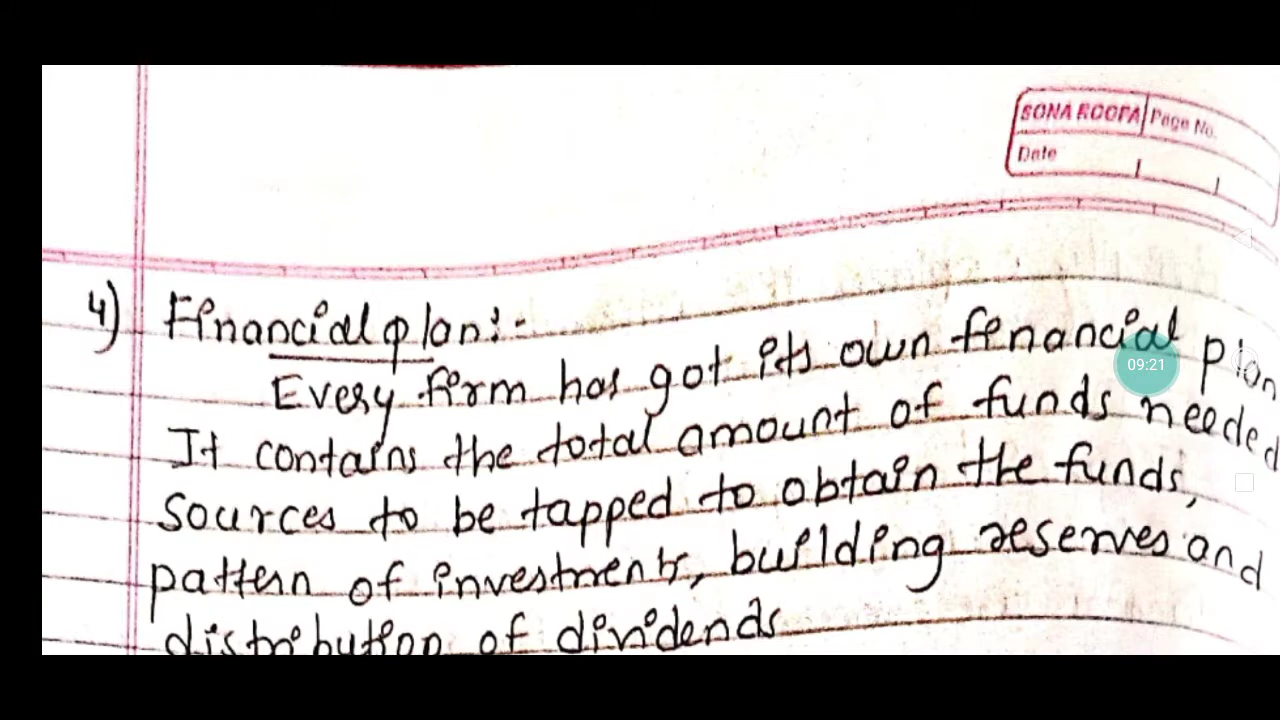 SONA ROOPA Page No.
Date
4) Financial plan:-
Every firm has got its own financial plan
09:21
It contains the total amount of funds needed
sources to be tapped to obtain the funds,
pattern of investments, building reserves and
distribution of dividends